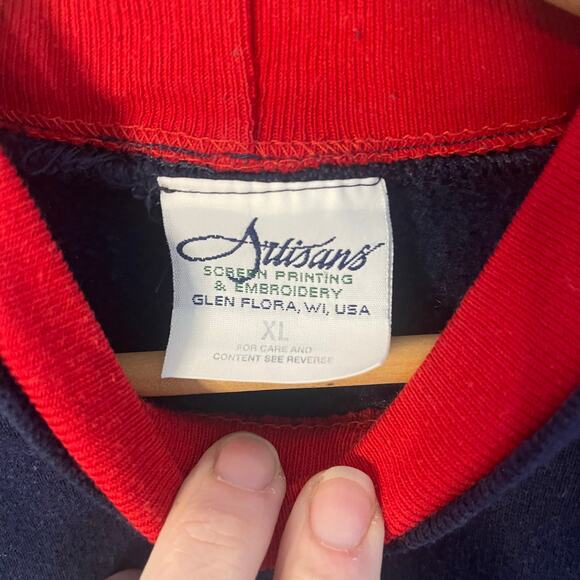 Artisans
SCREEN PRINTING
& EMBROIDERY
GLEN FLORA, WI, USA
XL
FOR CARE AND
CONTENT SEE REVERSE